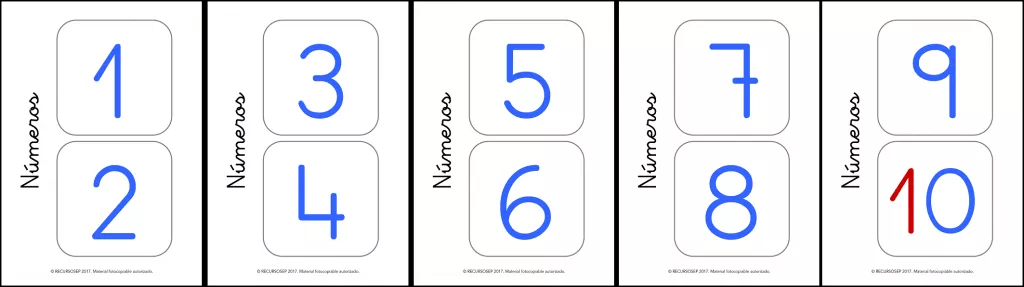 Números
1
2
© RECURSOSEP 2017. Material fotocopiable autorizado.
Números
3
4
© RECURSOSEP 2017. Material fotocopiable autorizado.
Números
5
6
© RECURSOSEP 2017. Material fotocopiable autorizado.
Números
7
8
© RECURSOSEP 2017. Material fotocopiable autorizado.
Números
9
10
© RECURSOSEP 2017. Material fotocopiable autorizado.